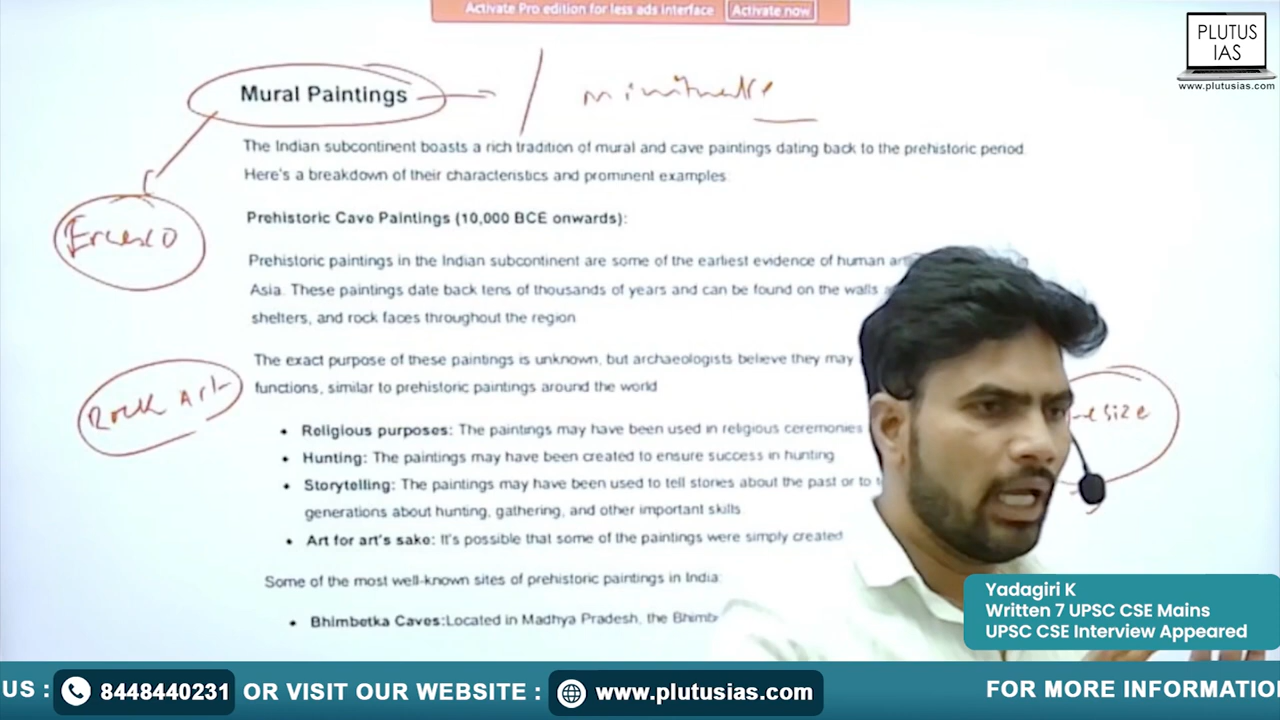 Activate Pro edition for less ads interface Activate now
PLUTUS
IAS
www.plutusias.com
Mural Paintings
The Indian subcontinent boasts a rich tradition of mural and cave paintings dating back to the prehistoric period.
Here's a breakdown of their characteristics and prominent examples
Prehistoric Cave Paintings (10,000 BCE onwards):
Prehistoric paintings in the Indian subcontinent are some of the earliest evidence of human
Asia. These paintings date back tens of thousands of years and can be found on the walls
shelters, and rock faces throughout the region
The exact purpose of these paintings is unknown, but archaeologists believe they may
Rock Art
functions, similar to prehistoric paintings around the world
size
• Religious purposes: The paintings may have been used in religious ceremonies
• Hunting: The paintings may have been created to ensure success in hunting
• Storytelling: The paintings may have been used to tell stories about the past or to
generations about hunting, gathering, and other important skills
• Art for art's sake: It's possible that some of the paintings were simply created
Some of the most well-known sites of prehistoric paintings in India:
• Bhimbetka Caves:Located in Madhya Pradesh, the
Yadagiri K
Written 7 UPSC CSE Mains
UPSC CSE Interview Appeared
US : 8448440231 OR VISIT OUR WEBSITE : www.plutusias.com FOR MORE